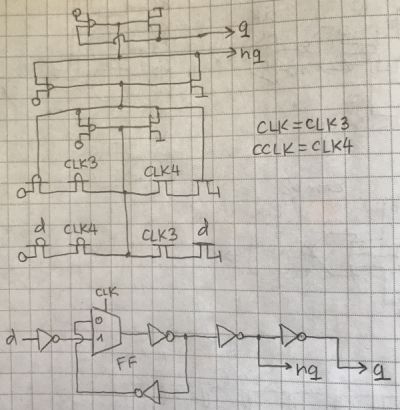 q
nq
CLK3 CLK4
CLK=CLK3
CCLK=CLK4
d CLK4 CLK3 d
CLK
d 0
1
FF
nq q